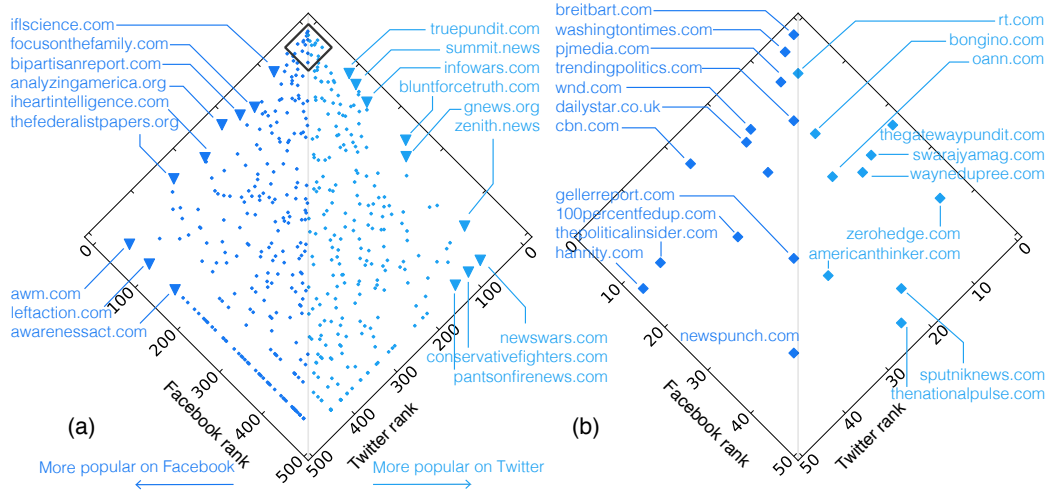 iflscience.com
focusonthefamily.com
bipartisanreport.com
analyzingamerica.org
iheartintelligence.com
thefederalistpapers.org
truepundit.com
summit.news
infowars.com
bluntforcetruth.com
gnews.org
zenith.news
awm.com
leftaction.com
awarenessact.com
newswars.com
conservativefighters.com
pantsonfirenews.com
0
100
200
300
400
500
Facebook rank
0
100
200
300
400
500
Twitter rank
(a)
More popular on Facebook
More popular on Twitter
breitbart.com
washingtontimes.com
pjmedia.com
trendingpolitics.com
wnd.com
dailystar.co.uk
cbn.com
gellerreport.com
100percentfedup.com
thepoliticalinsider.com
hannity.com
newspunch.com
rt.com
bongino.com
oann.com
thegatewaypundit.com
swarajyamag.com
waynedupree.com
zerohedge.com
americanthinker.com
sputniknews.com
thenationalpulse.com
0
10
20
30
40
50
Facebook rank
0
10
20
30
40
50
Twitter rank
(b)